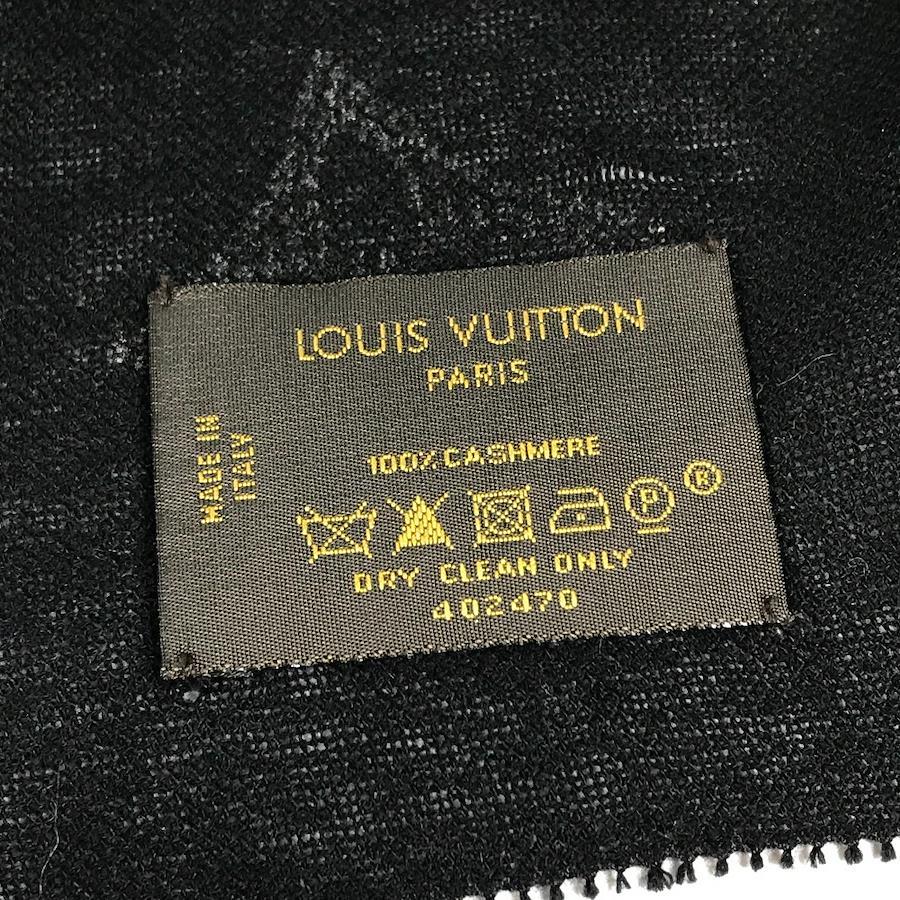 LOUIS VUITTON
PARIS
MADE IN
ITALY
100% CASHMERE
P
®
DRY CLEAN ONLY
402470